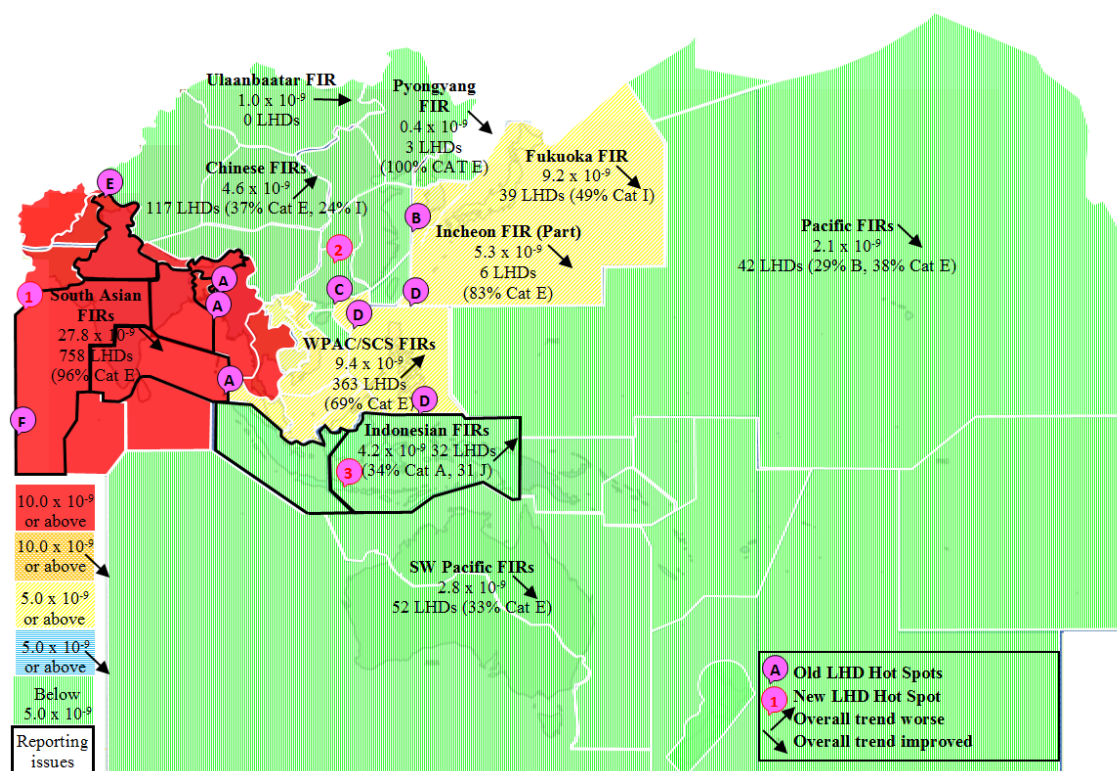 Ulaanbaatar FIR
1.0 x 10⁻⁹
0 LHDs
Pyongyang
FIR
0.4 x 10⁻⁹
3 LHDs
(100% CAT E)
Chinese FIRs
4.6 x 10⁻⁹
117 LHDs (37% Cat E, 24% I)
Fukuoka FIR
9.2 x 10⁻⁹
39 LHDs (49% Cat I)
Incheon FIR (Part)
5.3 x 10⁻⁹
6 LHDs
(83% Cat E)
Pacific FIRs
2.1 x 10⁻⁹
42 LHDs (29% B, 38% Cat E)
E
B
2
A
A
C
D
D
1
South Asian
FIRs
27.8 x 10⁻⁹
758 LHDs
(96% Cat E)
WPAC/SCS FIRs
9.4 x 10⁻⁹
363 LHDs
(69% Cat E)
A
D
F
Indonesian FIRs
4.2 x 10⁻⁹ 32 LHDs
(34% Cat A, 31 J)
3
SW Pacific FIRs
2.8 x 10⁻⁹
52 LHDs (33% Cat E)
10.0 x 10⁻⁹
or above
10.0 x 10⁻⁹
or above
5.0 x 10⁻⁹
or above
5.0 x 10⁻⁹
or above
Below
5.0 x 10⁻⁹
Reporting
issues
A Old LHD Hot Spots
1 New LHD Hot Spot
Overall trend worse
Overall trend improved